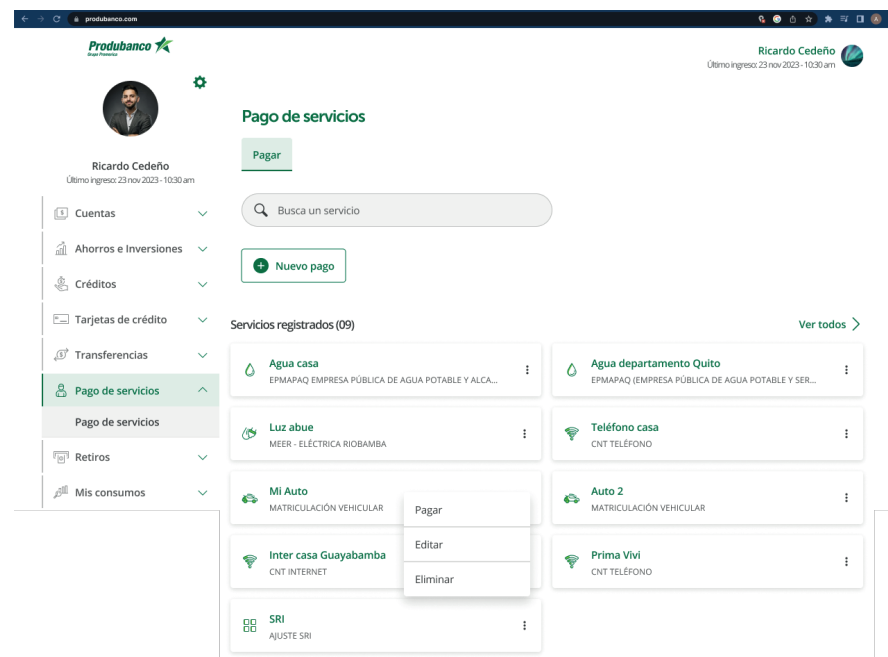 produbanco.com
Produbanco
Grupo Promerica
Ricardo Cedeño
Último ingreso: 23 nov 2023 - 10:30 am
Ricardo Cedeño
Último ingreso: 23 nov 2023 - 10:30 am
Cuentas
Ahorros e Inversiones
Créditos
Tarjetas de crédito
Transferencias
Pago de servicios
Pago de servicios
Retiros
Mis consumos
Pago de servicios
Pagar
Busca un servicio
Nuevo pago
Servicios registrados (09)
Ver todos
Agua casa
EPMAPAQ EMPRESA PÚBLICA DE AGUA POTABLE Y ALCA...
Agua departamento Quito
EPMAPAQ (EMPRESA PÚBLICA DE AGUA POTABLE Y SER...
Luz abue
MEER - ELÉCTRICA RIOBAMBA
Teléfono casa
CNT TELÉFONO
Mi Auto
MATRICULACIÓN VEHICULAR
Auto 2
MATRICULACIÓN VEHICULAR
Pagar
Editar
Eliminar
Inter casa Guayabamba
CNT INTERNET
Prima Vivi
CNT TELÉFONO
SRI
AJUSTE SRI